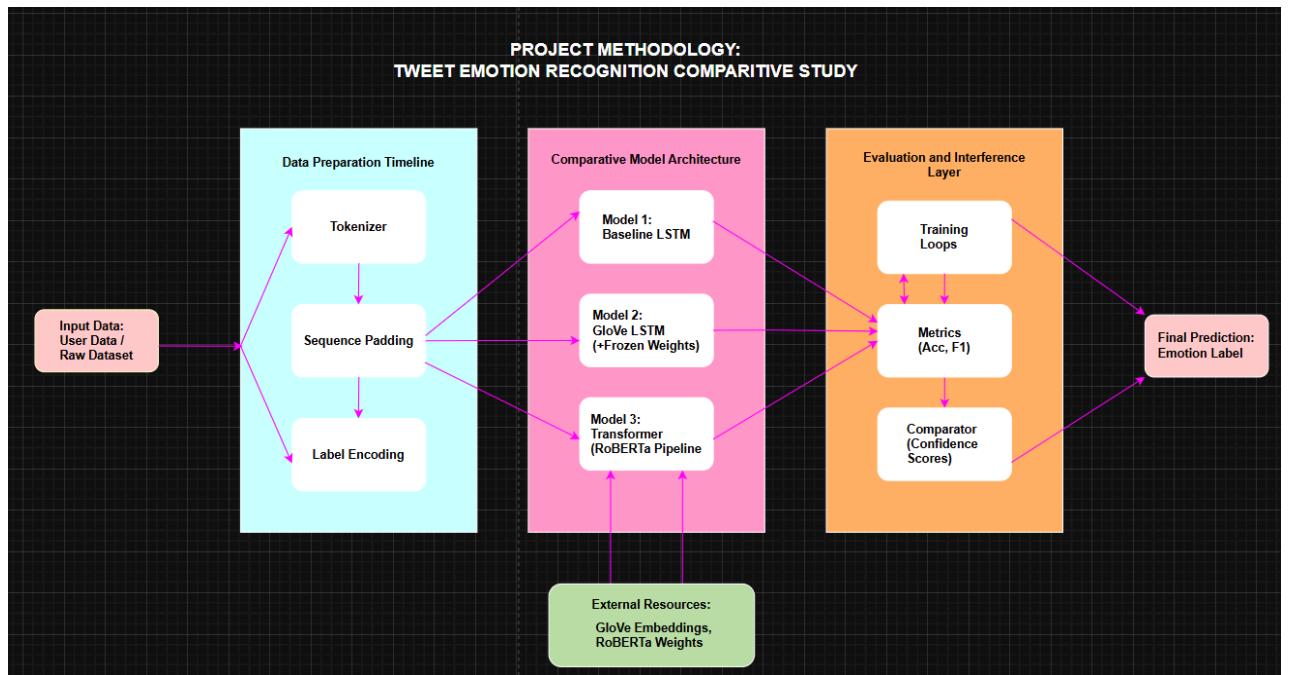 PROJECT METHODOLOGY:
TWEET EMOTION RECOGNITION COMPARITIVE STUDY
Input Data:
User Data /
Raw Dataset
Data Preparation Timeline
Tokenizer
Sequence Padding
Label Encoding
Comparative Model Architecture
Model 1:
Baseline LSTM
Model 2:
GloVe LSTM
(+Frozen Weights)
Model 3:
Transformer
(RoBERTa Pipeline
External Resources:
GloVe Embeddings,
RoBERTa Weights
Evaluation and Interference
Layer
Training
Loops
Metrics
(Acc, F1)
Comparator
(Confidence
Scores)
Final Prediction:
Emotion Label